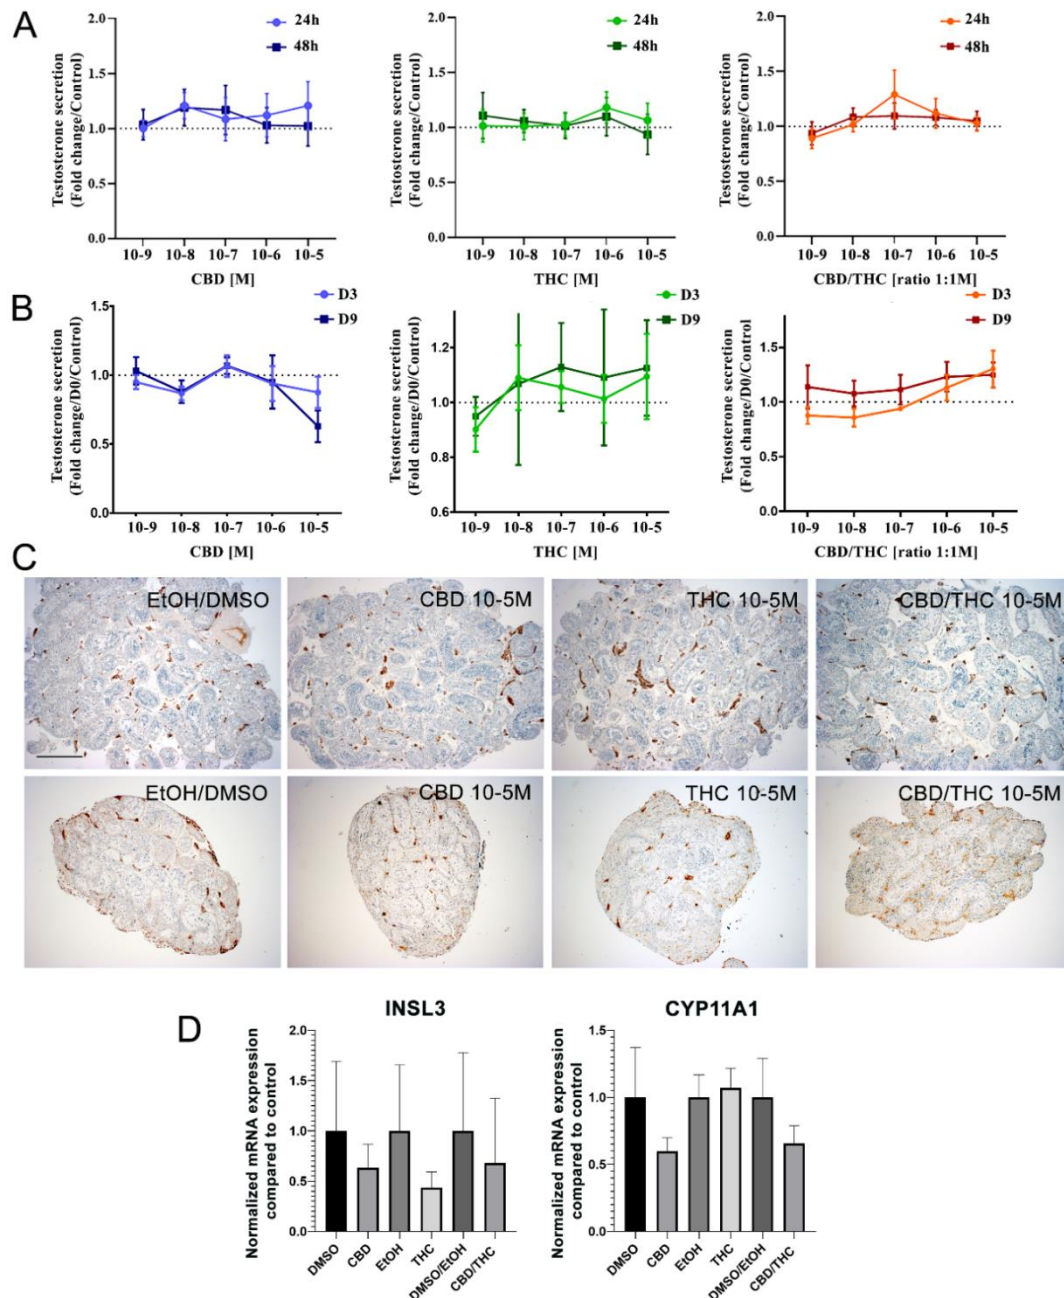 A
Testosterone secretion
(Fold change/Control)
2.0
1.5
1.0
0.5
0.0
24h
48h
10-9 10-8 10-7 10-6 10-5
CBD [M]
Testosterone secretion
(Fold change/Control)
2.0
1.5
1.0
0.5
0.0
24h
48h
10-9 10-8 10-7 10-6 10-5
THC [M]
Testosterone secretion
(Fold change/Control)
2.0
1.5
1.0
0.5
0.0
24h
48h
10-9 10-8 10-7 10-6 10-5
CBD/THC [ratio 1:1M]
B
Testosterone secretion
(Fold change/D0/Control)
1.5
1.0
0.5
0.0
D3
D9
10-9 10-8 10-7 10-6 10-5
CBD [M]
Testosterone secretion
(Fold change/D0/Control)
1.2
1.0
0.8
0.6
D3
D9
10-9 10-8 10-7 10-6 10-5
THC [M]
Testosterone secretion
(Fold change/D0/Control)
1.5
1.0
0.5
0.0
D3
D9
10-9 10-8 10-7 10-6 10-5
CBD/THC [ratio 1:1M]
C
EtOH/DMSO
CBD 10-5M
THC 10-5M
CBD/THC 10-5M
EtOH/DMSO
CBD 10-5M
THC 10-5M
CBD/THC 10-5M
D
INSL3
Normalized mRNA expression
compared to control
2.0
1.5
1.0
0.5
0.0
DMSO
CBD
EtOH
THC
DMSO/EtOH
CBD/THC
CYP11A1
Normalized mRNA expression
compared to control
1.5
1.0
0.5
0.0
DMSO
CBD
EtOH
THC
DMSO/EtOH
CBD/THC